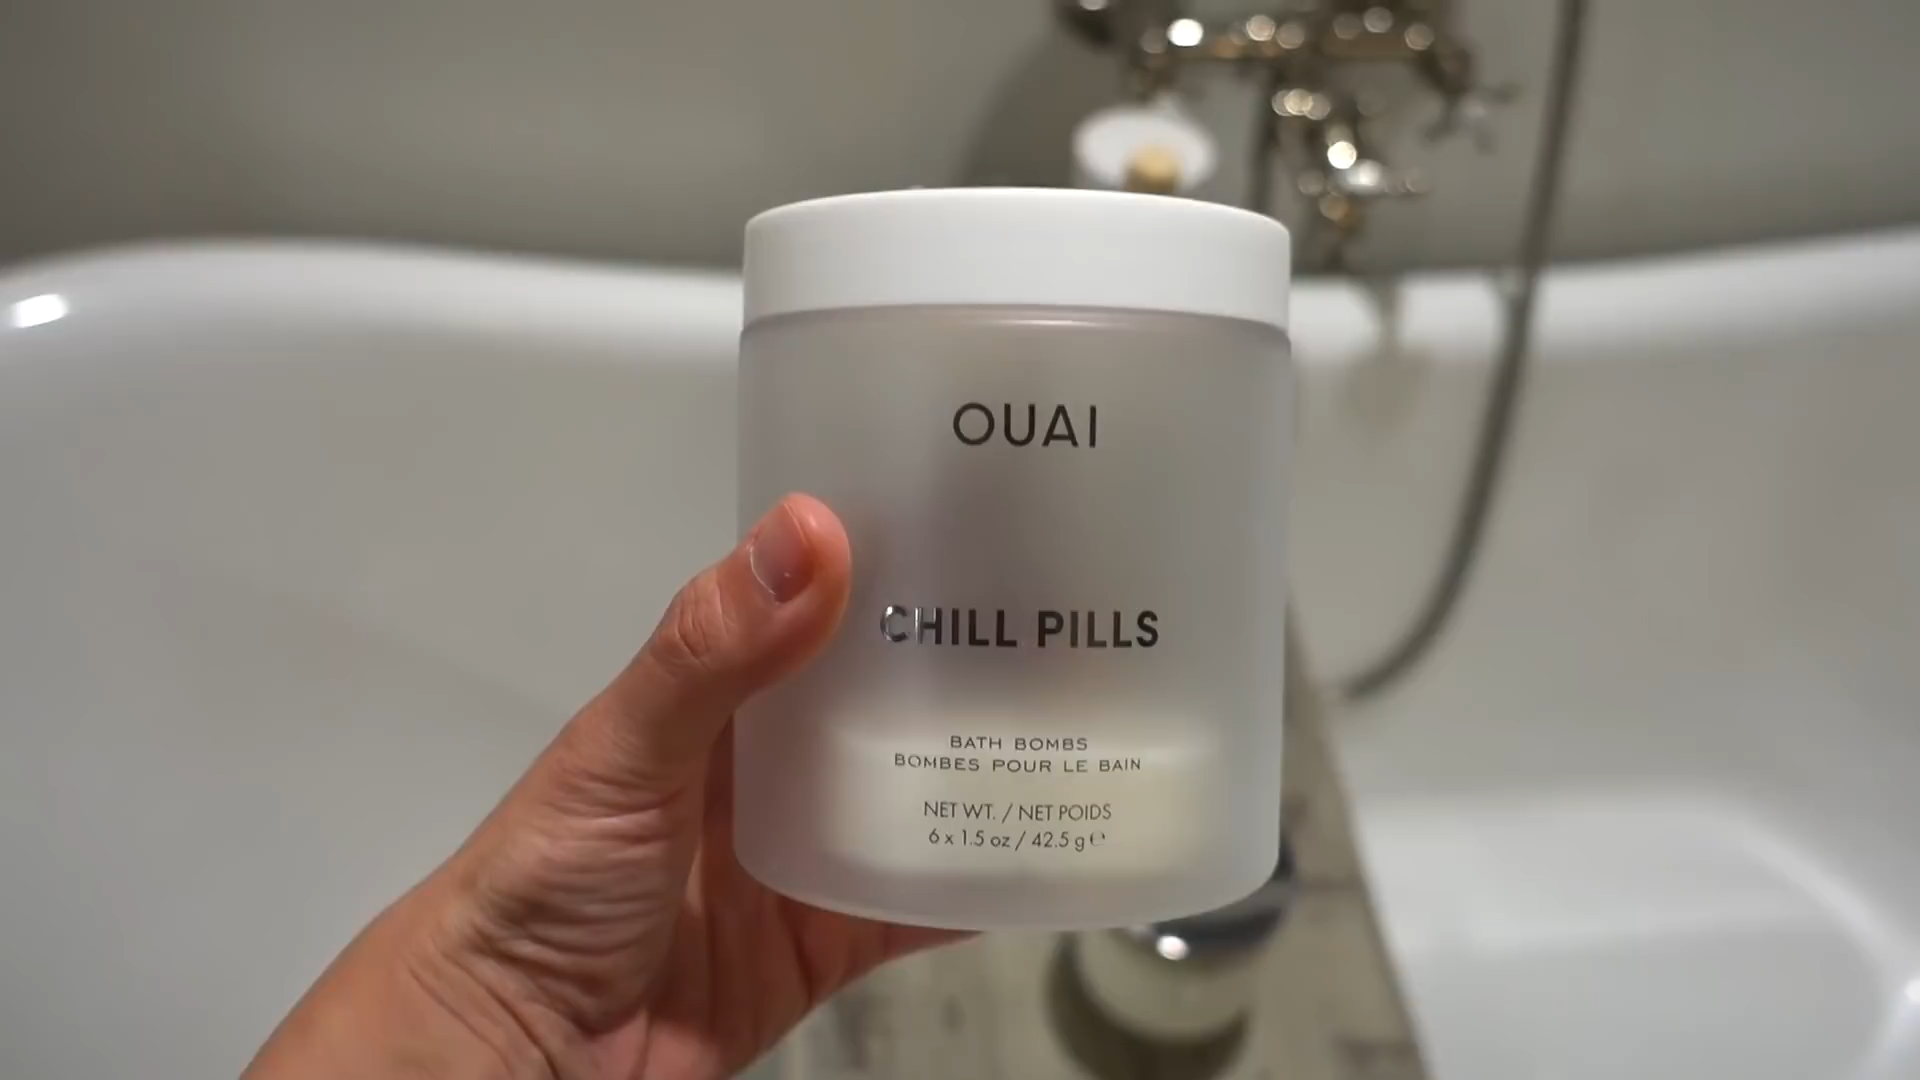 OUAI
CHILL PILLS
BATH BOMBS
BOMBES POUR LE BAIN
NET WT. / NET POIDS
6 x 1.5 oz / 42.5 g ℮